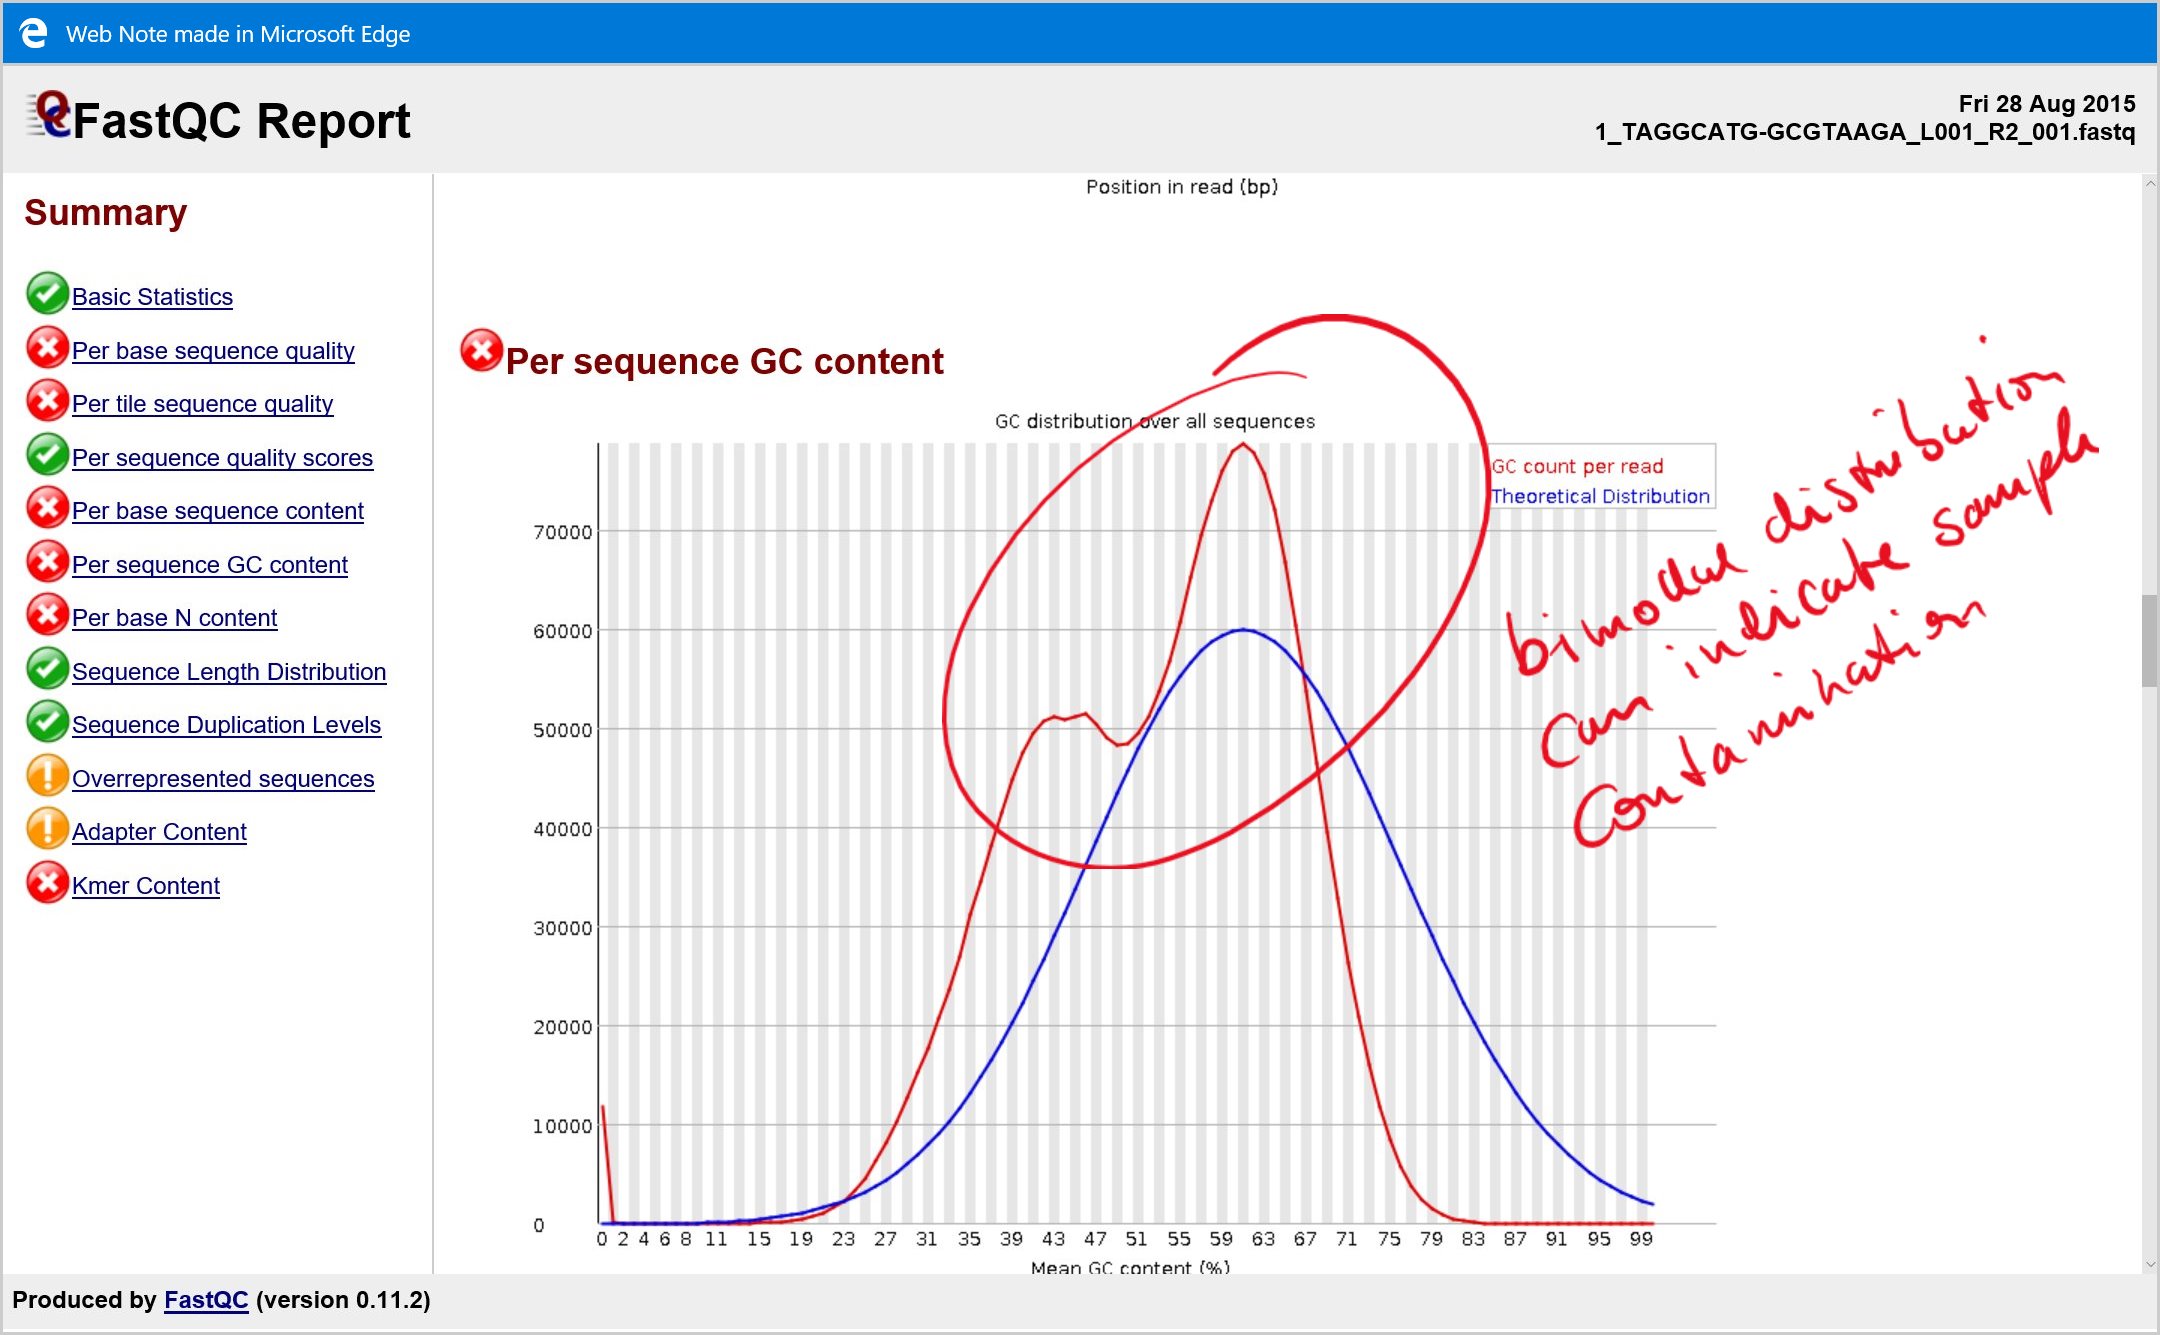 Web Note made in Microsoft Edge
FastQC Report
Fri 28 Aug 2015
1_TAGGCATG-GCGTAAGA_L001_R2_001.fastq
Summary
Basic Statistics
Per base sequence quality
Per tile sequence quality
Per sequence quality scores
Per base sequence content
Per sequence GC content
Per base N content
Sequence Length Distribution
Sequence Duplication Levels
Overrepresented sequences
Adapter Content
Kmer Content
Position in read (bp)
Per sequence GC content
GC distribution over all sequences
GC count per read
Theoretical Distribution
70000
60000
50000
40000
30000
20000
10000
0
0 2 4 6 8 11 15 19 23 27 31 35 39 43 47 51 55 59 63 67 71 75 79 83 87 91 95 99
Mean GC content (%)
bimodal distribution
can indicate sample
contamination
Produced by FastQC (version 0.11.2)